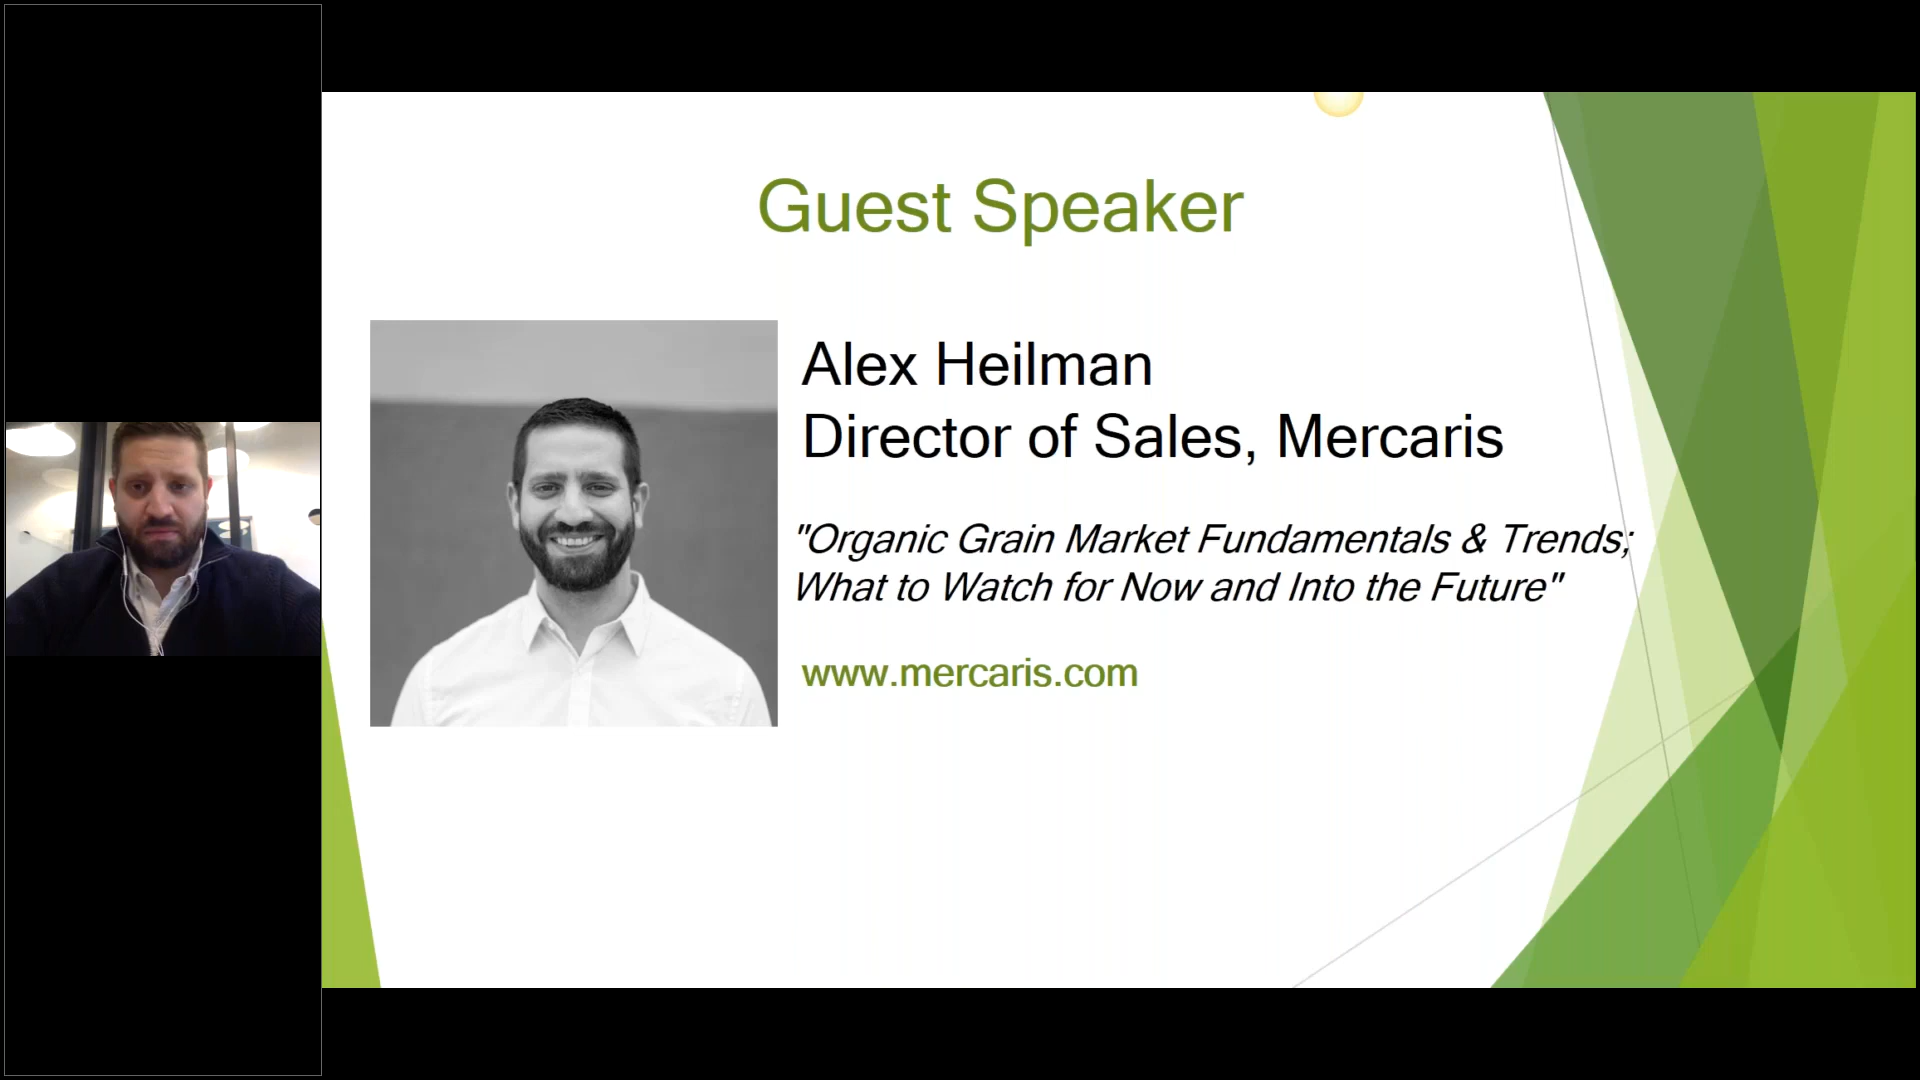 Guest Speaker
Alex Heilman
Director of Sales, Mercaris
"Organic Grain Market Fundamentals & Trends;
What to Watch for Now and Into the Future"
www.mercaris.com